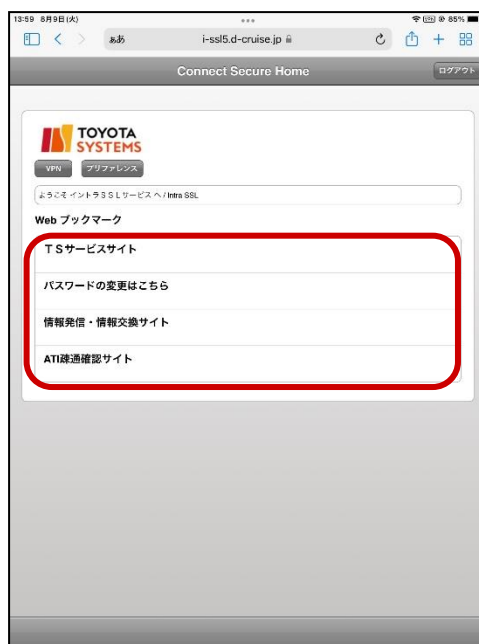 13:59 8月9日(火)
85%
ああ
i-ssl5.d-cruise.jp
Connect Secure Home
ログアウト
TOYOTA
SYSTEMS
VPN
プリファレンス
ようこそ イントラSSLサービス へ / Intra SSL
Web ブックマーク
TSサービスサイト
パスワードの変更はこちら
情報発信・情報交換サイト
ATI疎通確認サイト